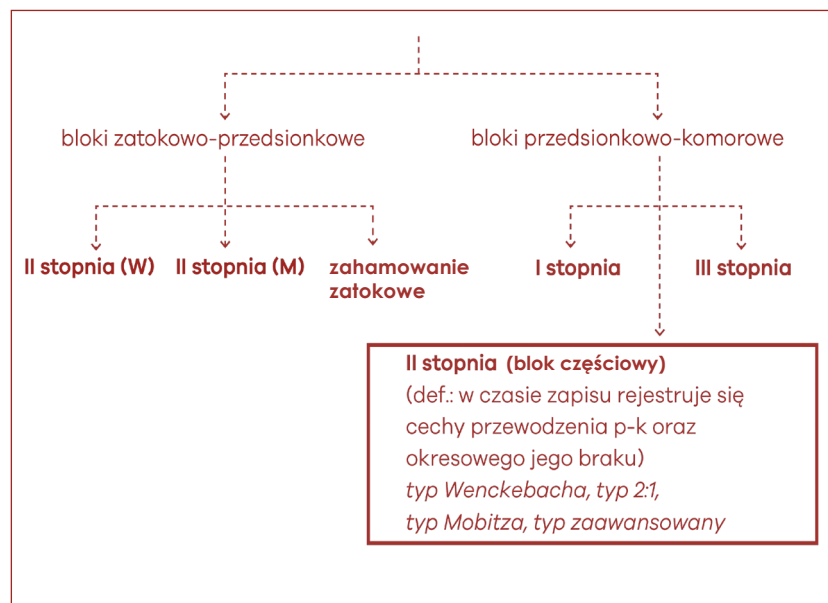 bloki zatokowo-przedsionkowe
bloki przedsionkowo-komorowe
II stopnia (W)
II stopnia (M)
zahamowanie
zatokowe
I stopnia
III stopnia
II stopnia (blok częściowy)
(def.: w czasie zapisu rejestruje się
cechy przewodzenia p-k oraz
okresowego jego braku)
typ Wenckebacha, typ 2:1,
typ Mobitza, typ zaawansowany